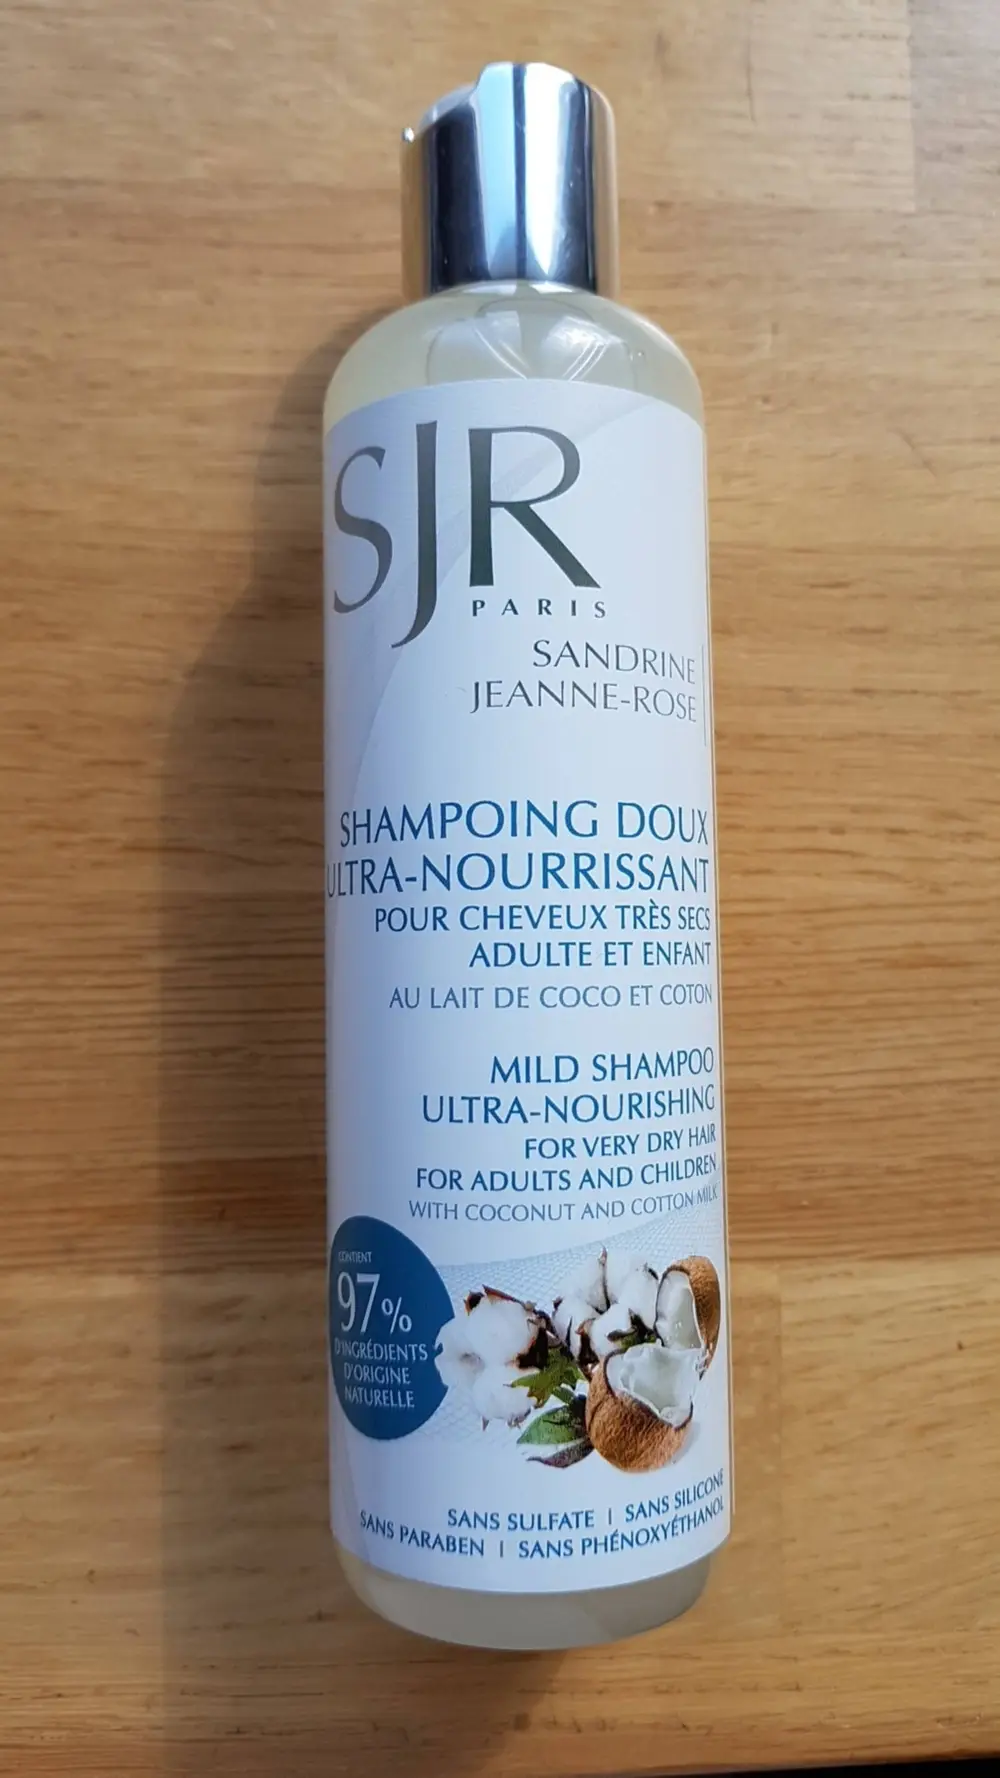 SJR
PARIS
SANDRINE
JEANNE-ROSE
SHAMPOING DOUX
ULTRA-NOURRISSANT
POUR CHEVEUX TRÈS SECS
ADULTE ET ENFANT
AU LAIT DE COCO ET COTON
MILD SHAMPOO
ULTRA-NOURISHING
FOR VERY DRY HAIR
FOR ADULTS AND CHILDREN
WITH COCONUT AND COTTON MILK
CONTIENT
97%
D'INGRÉDIENTS
D'ORIGINE
NATURELLE
SANS SULFATE | SANS SILICONE
SANS PARABEN | SANS PHÉNOXYÉTHANOL